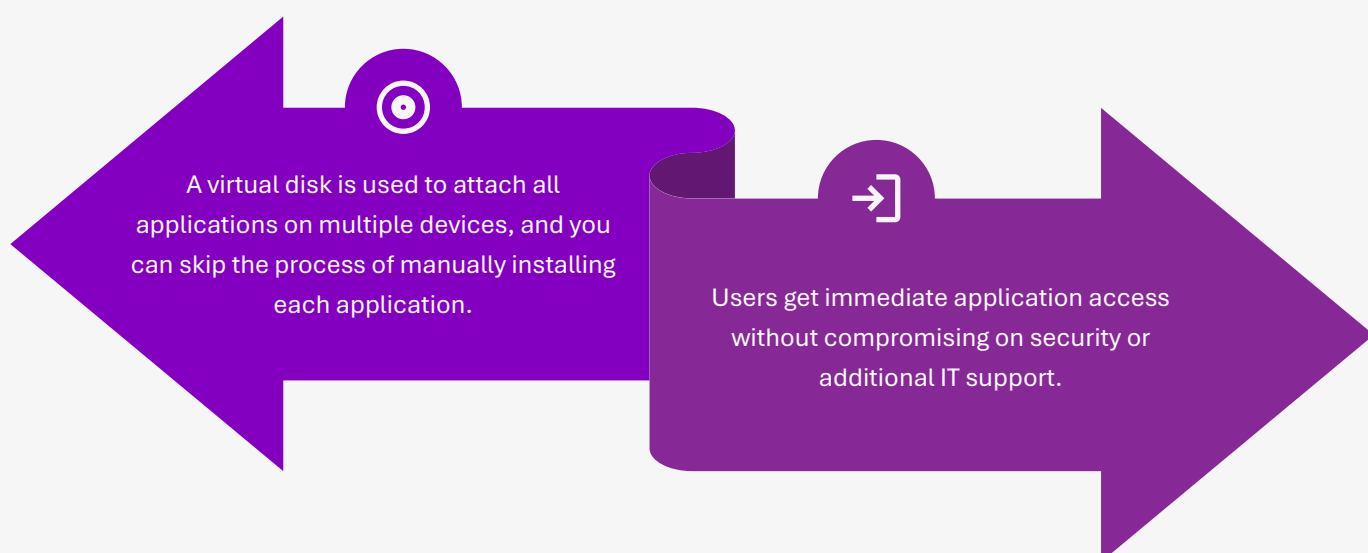 A virtual disk is used to attach all
applications on multiple devices, and you
can skip the process of manually installing
each application.
Users get immediate application access
without compromising on security or
additional IT support.